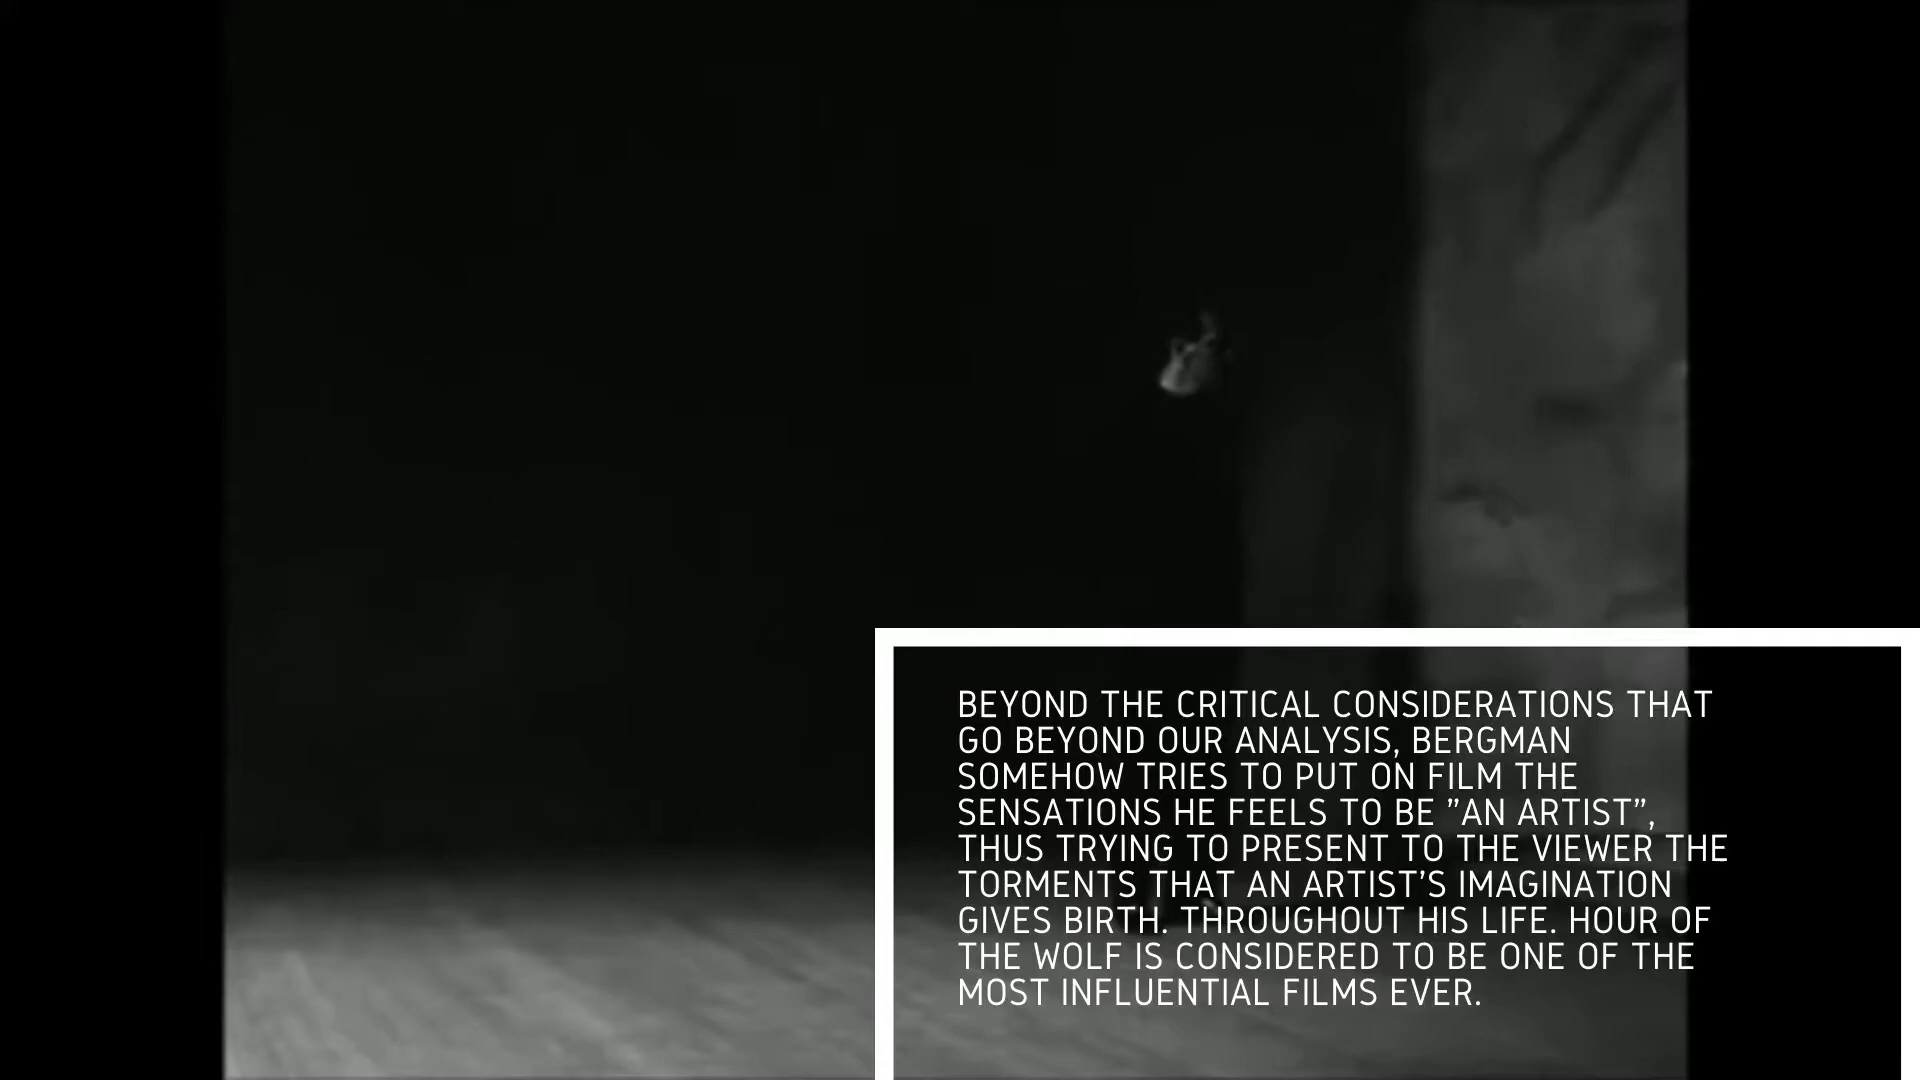 BEYOND THE CRITICAL CONSIDERATIONS THAT
GO BEYOND OUR ANALYSIS, BERGMAN
SOMEHOW TRIES TO PUT ON FILM THE
SENSATIONS HE FEELS TO BE ”AN ARTIST”,
THUS TRYING TO PRESENT TO THE VIEWER THE
TORMENTS THAT AN ARTIST’S IMAGINATION
GIVES BIRTH. THROUGHOUT HIS LIFE. HOUR OF
THE WOLF IS CONSIDERED TO BE ONE OF THE
MOST INFLUENTIAL FILMS EVER.